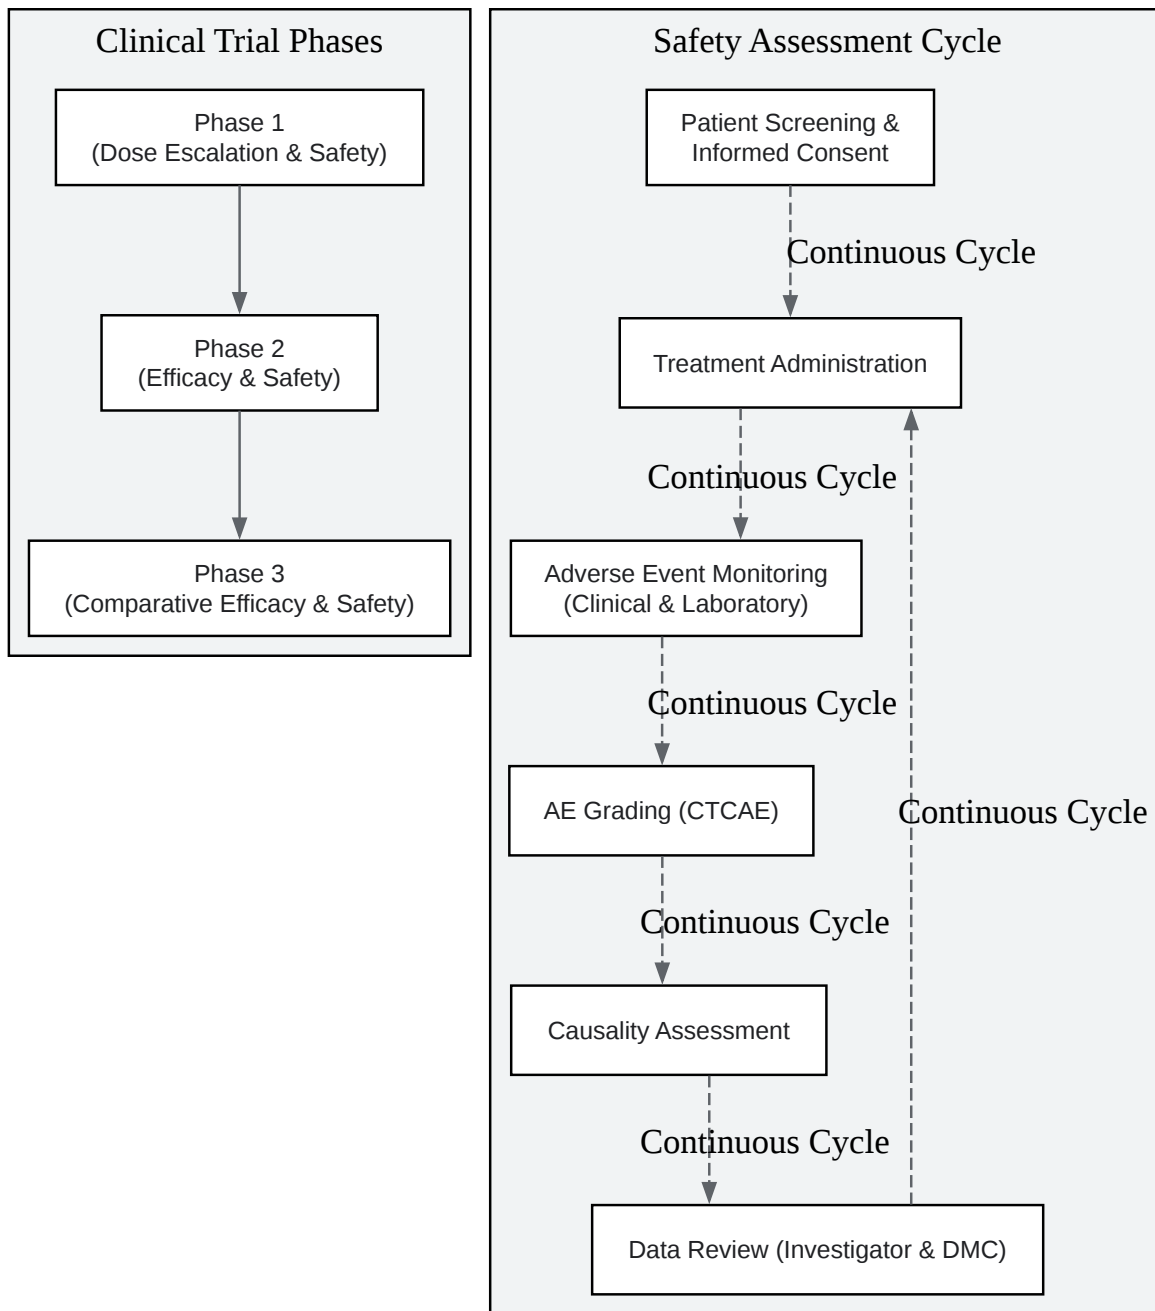 Clinical Trial Phases
Phase 1
(Dose Escalation & Safety)
Phase 2
(Efficacy & Safety)
Phase 3
(Comparative Efficacy & Safety)
Safety Assessment Cycle
Patient Screening &
Informed Consent
Continuous Cycle
Treatment Administration
Continuous Cycle
Adverse Event Monitoring
(Clinical & Laboratory)
Continuous Cycle
AE Grading (CTCAE)
Continuous Cycle
Continuous Cycle
Causality Assessment
Continuous Cycle
Data Review (Investigator & DMC)